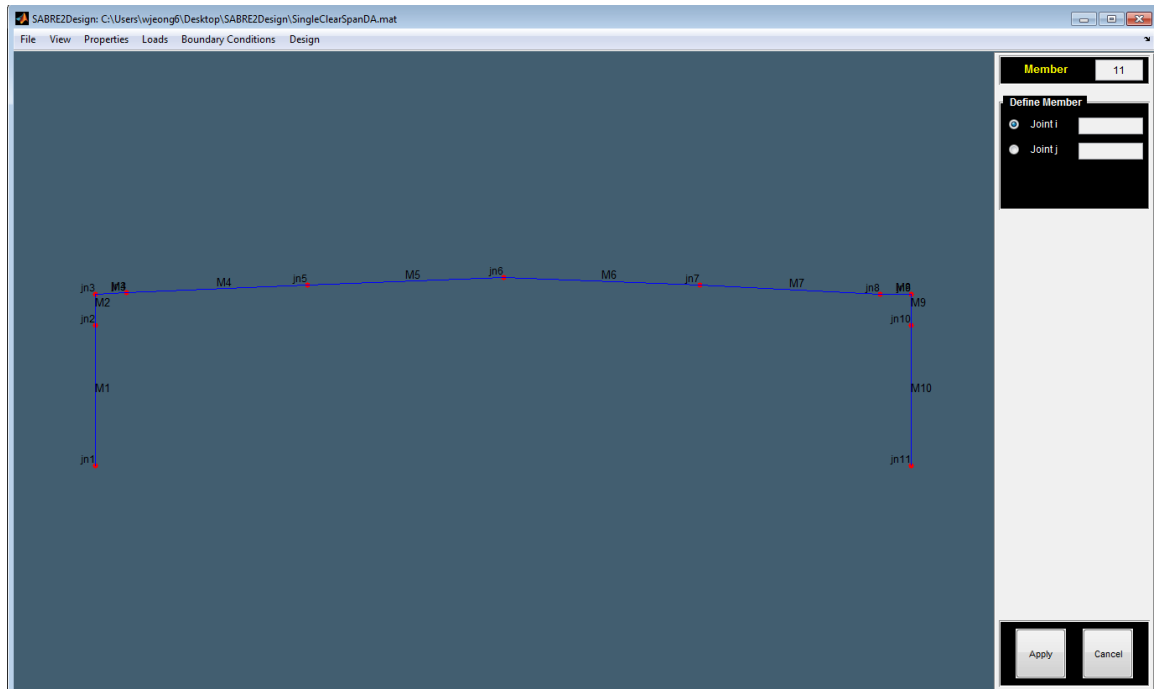 SABRE2Design: C:\Users\wjeong6\Desktop\SABRE2Design\SingleClearSpanDA.mat
File View Properties Loads Boundary Conditions Design
Member 11
Define Member
Joint i
Joint j
jn6
M5 M6
jn5 jn7
M4 M7
jn3 jn8
M2 M9
jn2 jn10
M1 M10
jn1 jn11
Apply Cancel